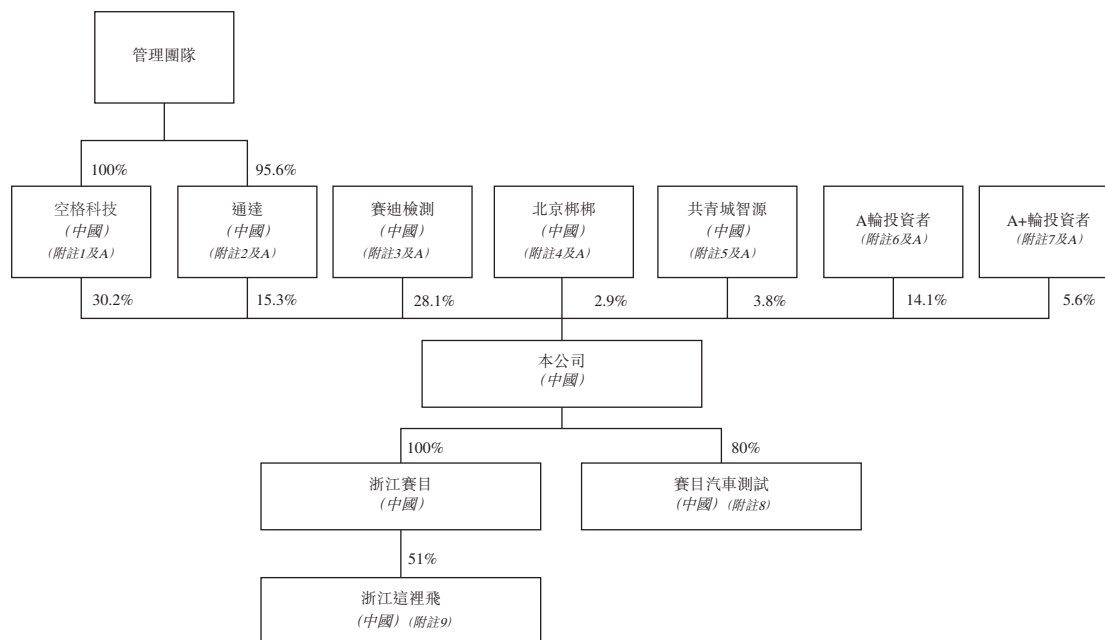 管理團隊
100%
95.6%
空格科技
(中國)
(附註1及A)
通達
(中國)
(附註2及A)
賽迪檢測
(中國)
(附註3及A)
北京梆梆
(中國)
(附註4及A)
共青城智源
(中國)
(附註5及A)
A輪投資者
(附註6及A)
A+輪投資者
(附註7及A)
30.2%
15.3%
28.1%
2.9%
3.8%
14.1%
5.6%
本公司
(中國)
100%
80%
浙江賽目
(中國)
賽目汽車測試
(中國) (附註8)
51%
浙江這裡飛
(中國) (附註9)